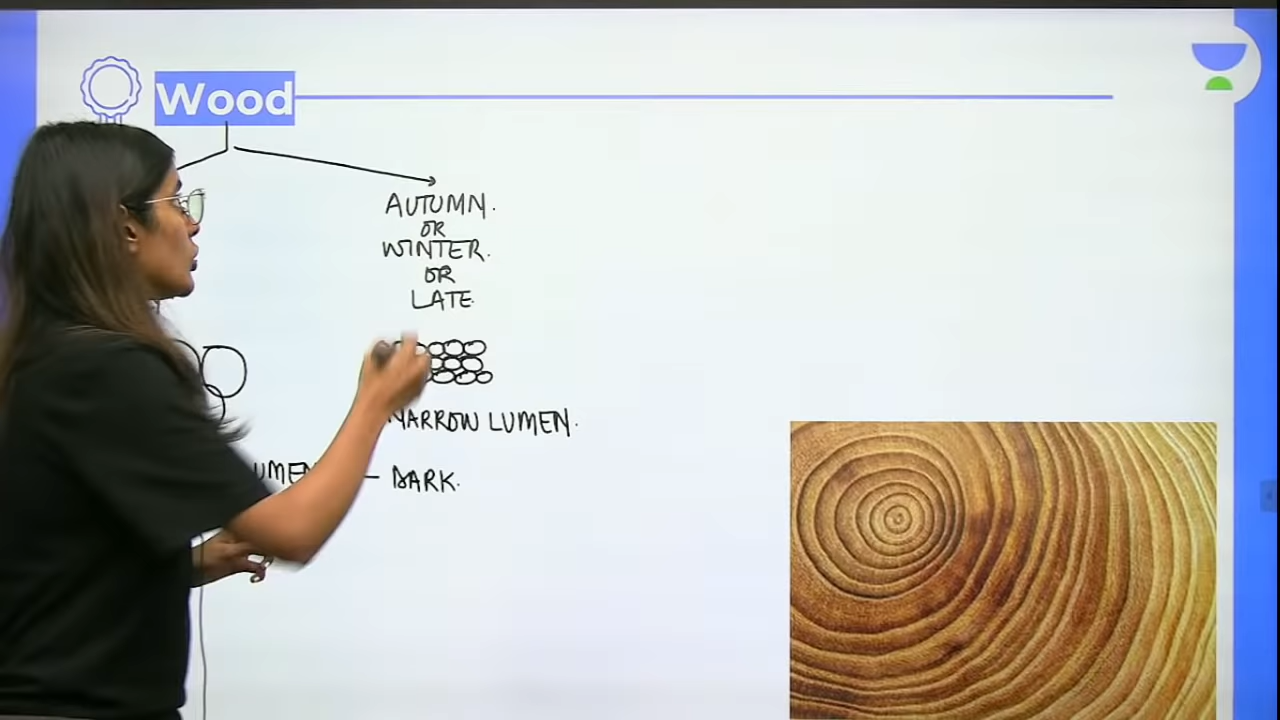 Wood
AUTUMN.
OR
WINTER.
OR
LATE.
NARROW LUMEN.
— DARK.